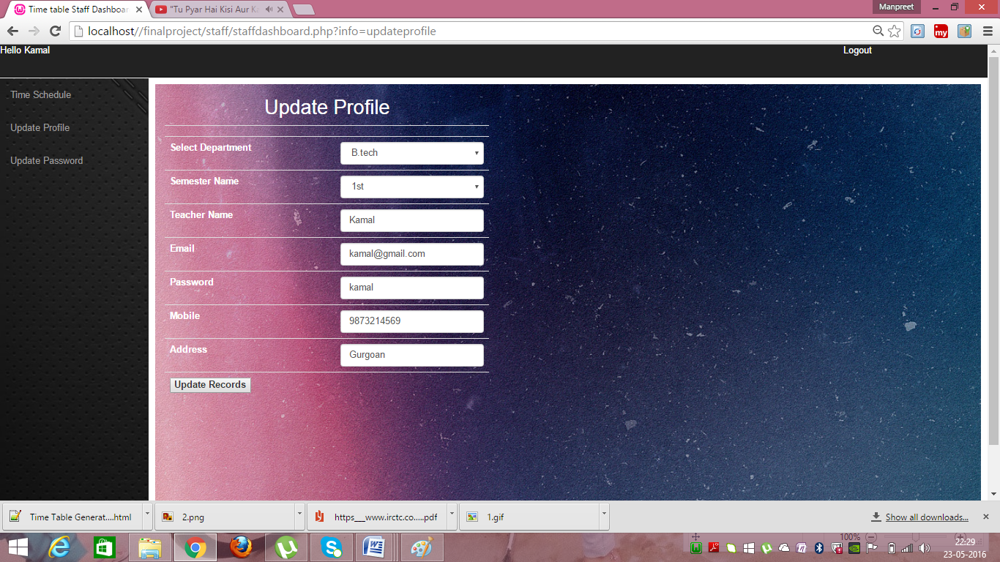 Time table Staff Dashboar
"Tu Pyar Hai Kisi Aur Ka
Manpreet
localhost//finalproject/staff/staffdashboard.php?info=updateprofile
my
Hello Kamal
Logout
Time Schedule
Update Profile
Update Password
Update Profile
Select Department
B.tech
Semester Name
1st
Teacher Name
Kamal
Email
kamal@gmail.com
Password
kamal
Mobile
9873214569
Address
Gurgoan
Update Records
Time Table Generat....html
2.png
https___www.irctc.co.....pdf
1.gif
Show all downloads...
100%
22:29
23-05-2016